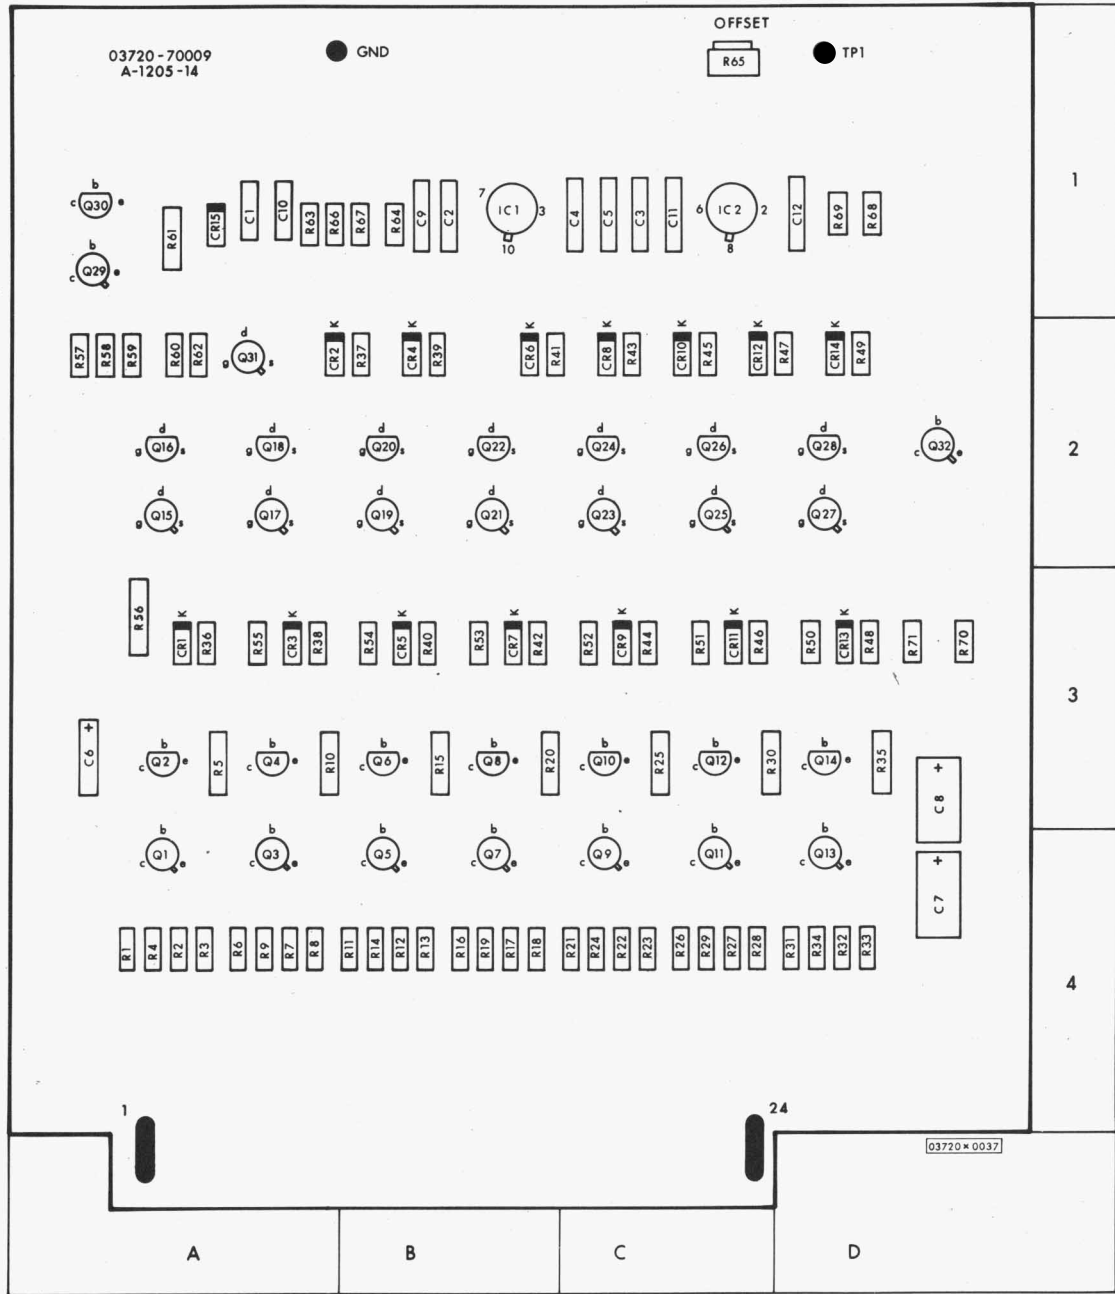 OFFSET
03720-70009
A-1205-14
GND
R65
TP1
1
b
c Q30 e
R61
CR15
C1
C10
R63
R66
R67
R64
C9
C2
7 IC1 3
10
C4
C5
C3
C11
6 IC2 2
8
C12
R69
R68
b
c Q29 e
R57
R58
R59
R60
R62
d
g Q31 s
K
CR2
R37
K
CR4
R39
K
CR6
R41
K
CR8
R43
K
CR10
R45
K
CR12
R47
K
CR14
R49
2
d
g Q16 s
d
g Q18 s
d
g Q20 s
d
g Q22 s
d
g Q24 s
d
g Q26 s
d
g Q28 s
b
c Q32 e
d
g Q15 s
d
g Q17 s
d
g Q19 s
d
g Q21 s
d
g Q23 s
d
g Q25 s
d
g Q27 s
R56
K
CR1
R36
R55
K
CR3
R38
R54
K
CR5
R40
R53
K
CR7
R42
R52
K
CR9
R44
R51
K
CR11
R46
R50
K
CR13
R48
R71
R70
3
C6 +
b
c Q2 e
R5
b
c Q4 e
R10
b
c Q6 e
R15
b
c Q8 e
R20
b
c Q10 e
R25
b
c Q12 e
R30
b
c Q14 e
R35
C8 +
b
c Q1 e
b
c Q3 e
b
c Q5 e
b
c Q7 e
b
c Q9 e
b
c Q11 e
b
c Q13 e
C7 +
R1
R4
R2
R3
R6
R9
R7
R8
R11
R14
R12
R13
R16
R19
R17
R18
R21
R24
R22
R23
R26
R29
R27
R28
R31
R34
R32
R33
4
1
24
03720×0037
A
B
C
D